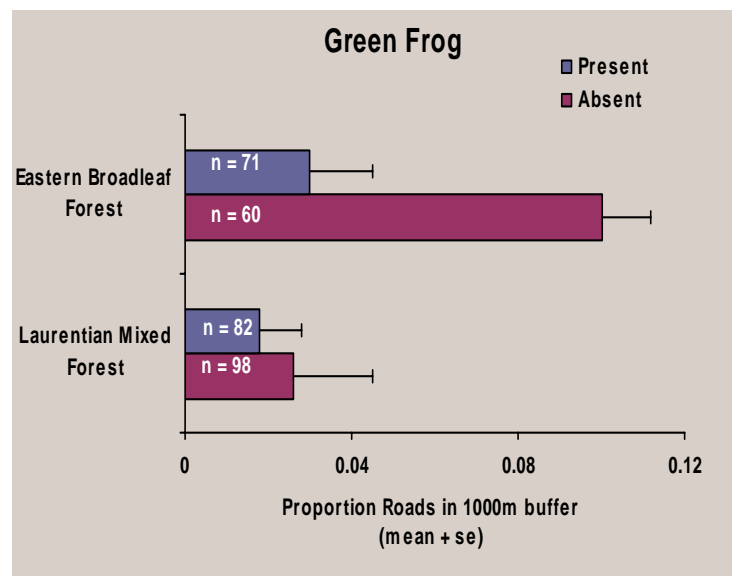 Green Frog
Present
Absent
Eastern Broadleaf
Forest
n = 71
n = 60
Laurentian Mixed
Forest
n = 82
n = 98
0 0.04 0.08 0.12
Proportion Roads in 1000m buffer
(mean + se)